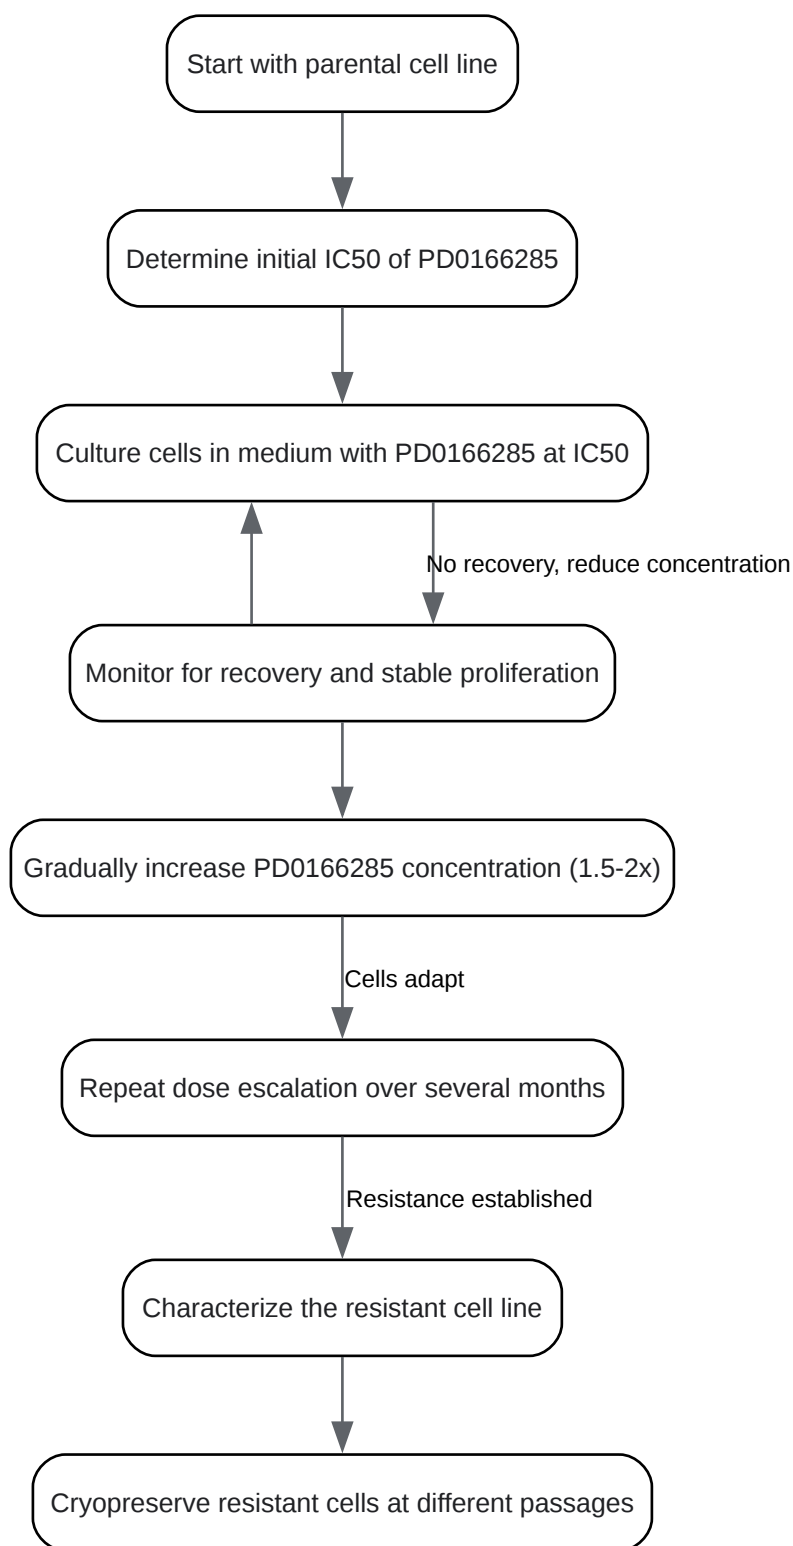 Start with parental cell line
Determine initial IC50 of PD0166285
Culture cells in medium with PD0166285 at IC50
No recovery, reduce concentration
Monitor for recovery and stable proliferation
Gradually increase PD0166285 concentration (1.5-2x)
Cells adapt
Repeat dose escalation over several months
Resistance established
Characterize the resistant cell line
Cryopreserve resistant cells at different passages